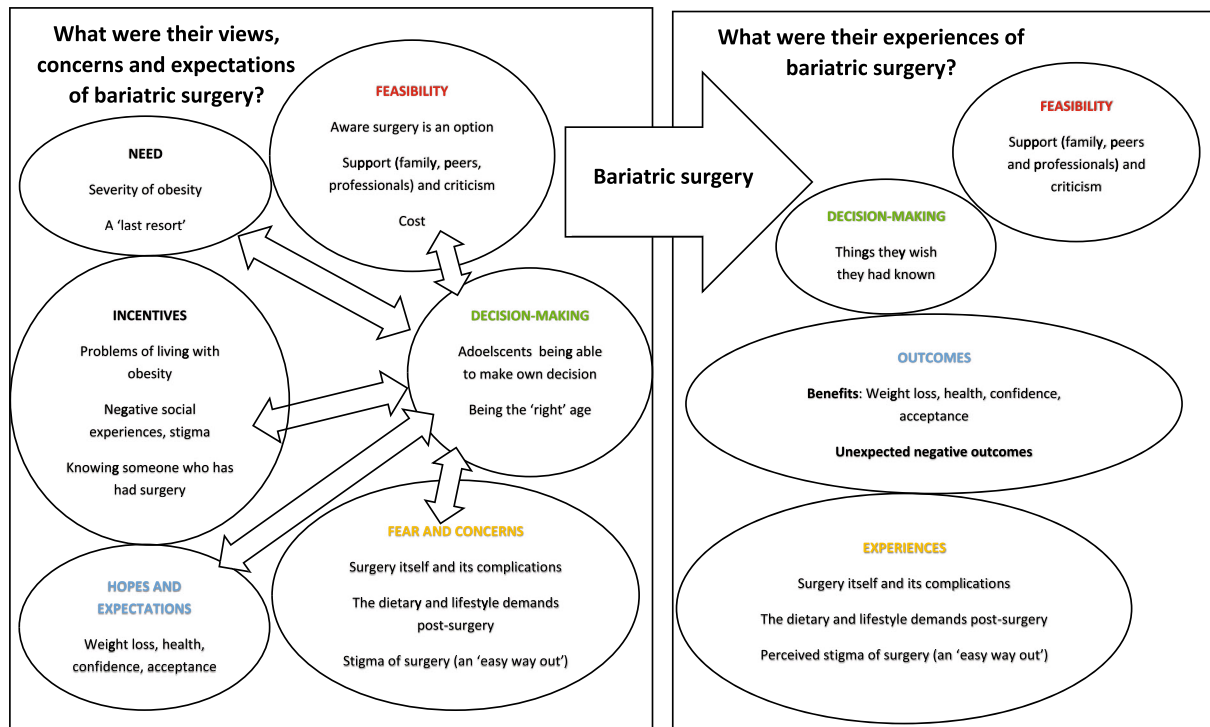 What were their views,
concerns and expectations
of bariatric surgery?
FEASIBILITY
Aware surgery is an option
Support (family, peers,
professionals) and criticism
Cost
NEED
Severity of obesity
A ‘last resort’
INCENTIVES
Problems of living with
obesity
Negative social
experiences, stigma
Knowing someone who has
had surgery
DECISION-MAKING
Adoelscents being able
to make own decision
Being the ‘right’ age
HOPES AND
EXPECTATIONS
Weight loss, health,
confidence, acceptance
FEAR AND CONCERNS
Surgery itself and its complications
The dietary and lifestyle demands
post-surgery
Stigma of surgery (an ‘easy way out’)
Bariatric surgery
What were their experiences of
bariatric surgery?
FEASIBILITY
Support (family, peers
and professionals) and
criticism
DECISION-MAKING
Things they wish
they had known
OUTCOMES
Benefits: Weight loss, health, confidence,
acceptance
Unexpected negative outcomes
EXPERIENCES
Surgery itself and its complications
The dietary and lifestyle demands post-surgery
Perceived stigma of surgery (an ‘easy way out’)